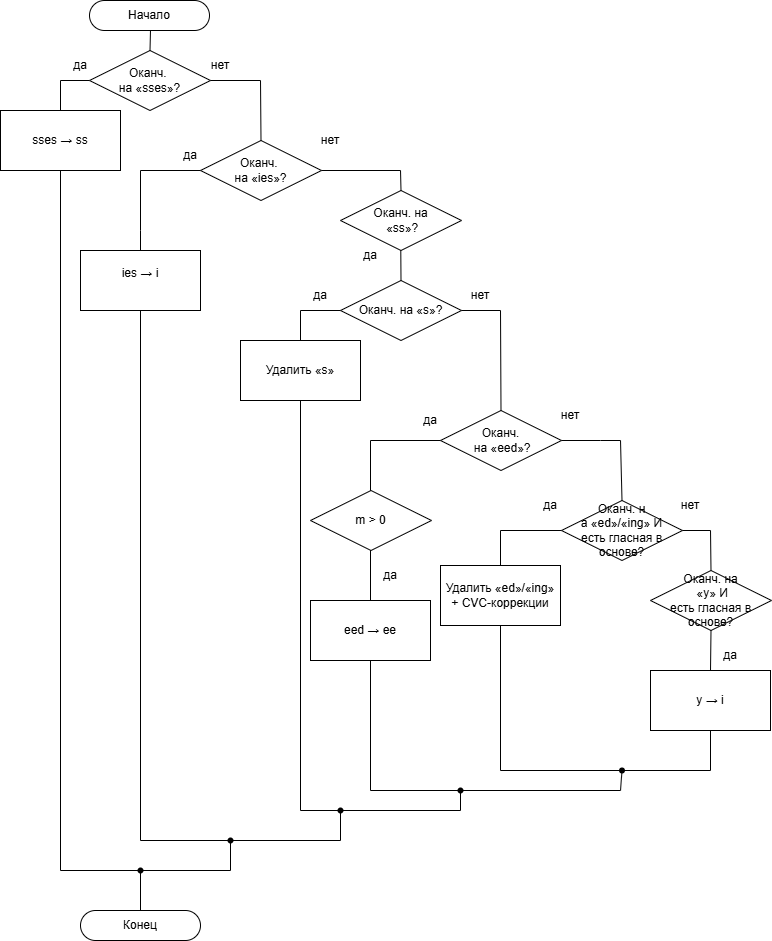 Начало
да
нет
Оканч.
на «sses»?
sses → ss
да
нет
Оканч.
на «ies»?
Оканч. на
«ss»?
да
ies → i
да
нет
Оканч. на «s»?
Удалить «s»
да
нет
Оканч.
на «eed»?
m > 0
да
нет
Оканч. н
а «ed»/«ing» И
есть гласная в
основе?
да
Удалить «ed»/«ing»
+ CVC-коррекции
Оканч. на
«y» И
есть гласная в
основе?
eed → ee
да
y → i
Конец